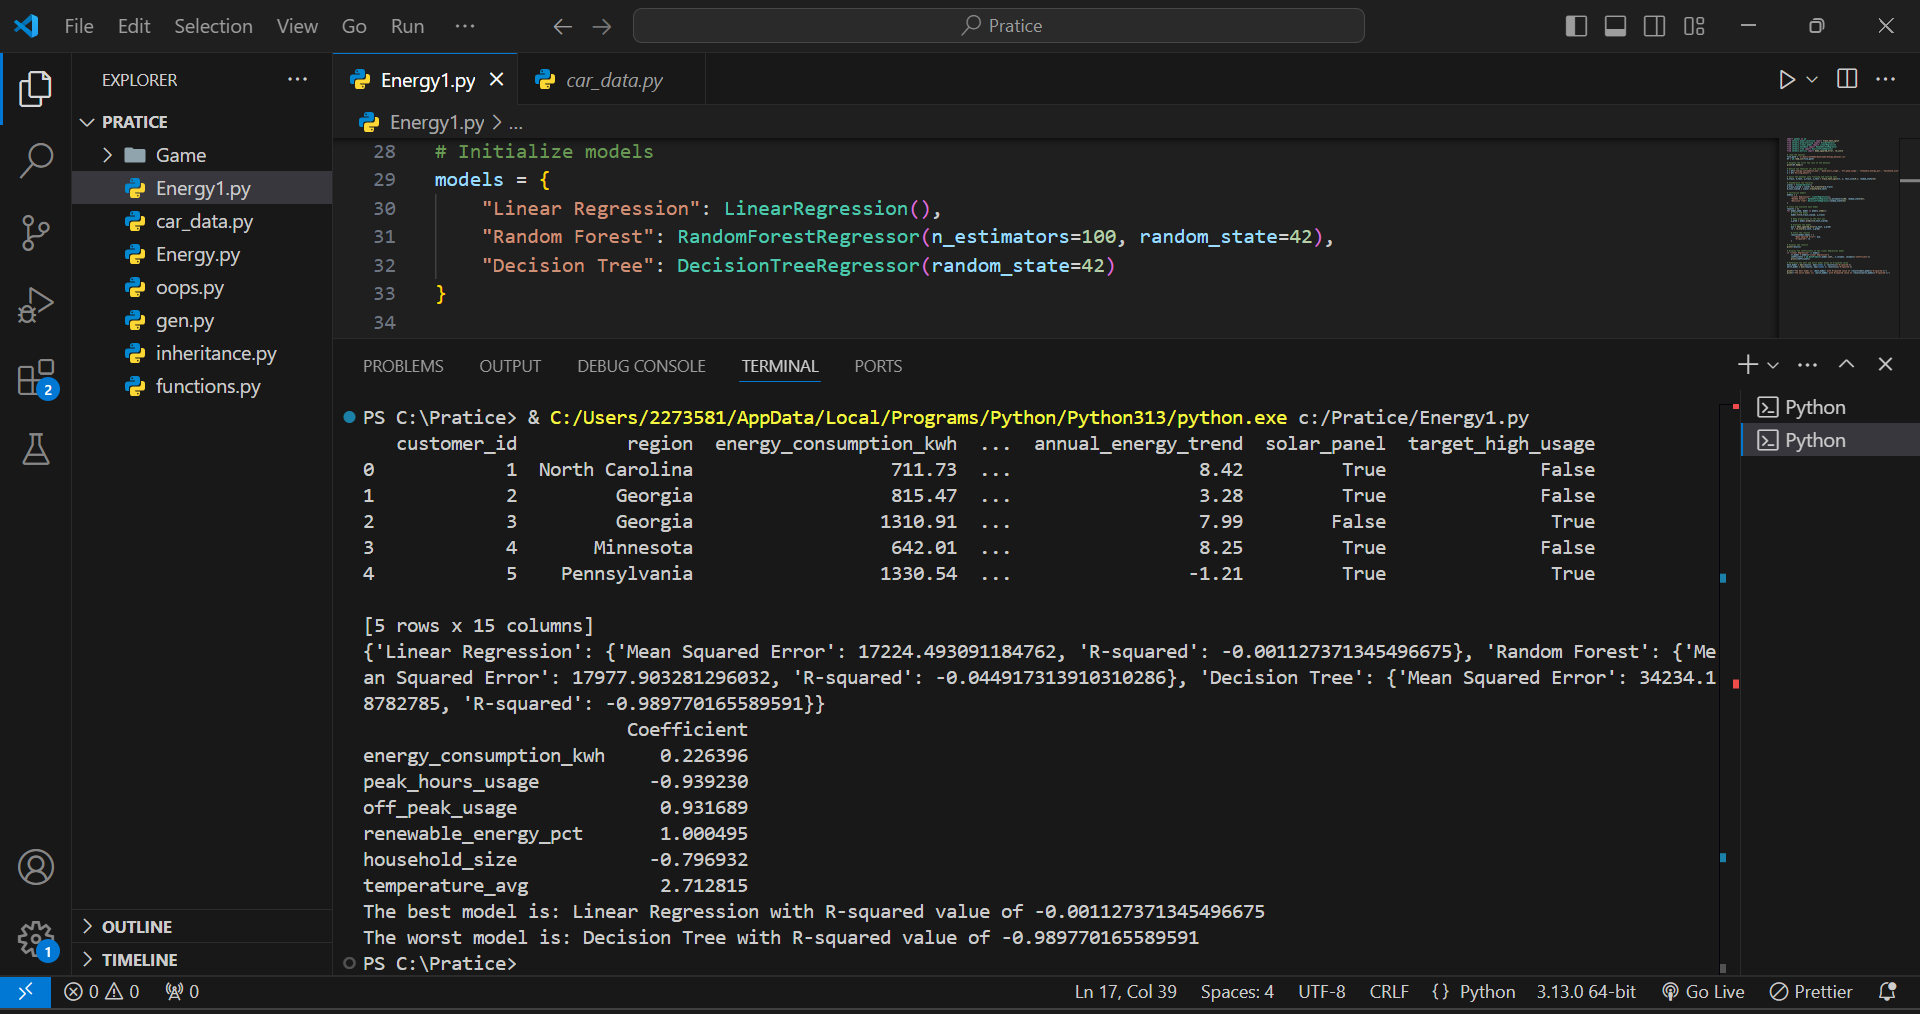 File Edit Selection View Go Run ···
Pratice
EXPLORER ···
PRATICE
Game
Energy1.py
car_data.py
Energy.py
oops.py
gen.py
inheritance.py
functions.py
OUTLINE
TIMELINE
2
1
Energy1.py car_data.py
Energy1.py > ...
28 # Initialize models
29 models = {
30 "Linear Regression": LinearRegression(),
31 "Random Forest": RandomForestRegressor(n_estimators=100, random_state=42),
32 "Decision Tree": DecisionTreeRegressor(random_state=42)
33 }
34
PROBLEMS OUTPUT DEBUG CONSOLE TERMINAL PORTS
PS C:\Pratice> & C:/Users/2273581/AppData/Local/Programs/Python/Python313/python.exe c:/Pratice/Energy1.py
customer_id region energy_consumption_kwh ... annual_energy_trend solar_panel target_high_usage
0 1 North Carolina 711.73 ... 8.42 True False
1 2 Georgia 815.47 ... 3.28 True False
2 3 Georgia 1310.91 ... 7.99 False True
3 4 Minnesota 642.01 ... 8.25 True False
4 5 Pennsylvania 1330.54 ... -1.21 True True
[5 rows x 15 columns]
{'Linear Regression': {'Mean Squared Error': 17224.493091184762, 'R-squared': -0.001127371345496675}, 'Random Forest': {'Me
an Squared Error': 17977.903281296032, 'R-squared': -0.044917313910310286}, 'Decision Tree': {'Mean Squared Error': 34234.1
8782785, 'R-squared': -0.989770165589591}}
Coefficient
energy_consumption_kwh 0.226396
peak_hours_usage -0.939230
off_peak_usage 0.931689
renewable_energy_pct 1.000495
household_size -0.796932
temperature_avg 2.712815
The best model is: Linear Regression with R-squared value of -0.001127371345496675
The worst model is: Decision Tree with R-squared value of -0.989770165589591
PS C:\Pratice>
Python
Python
0 0 0 Ln 17, Col 39 Spaces: 4 UTF-8 CRLF {} Python 3.13.0 64-bit Go Live Prettier